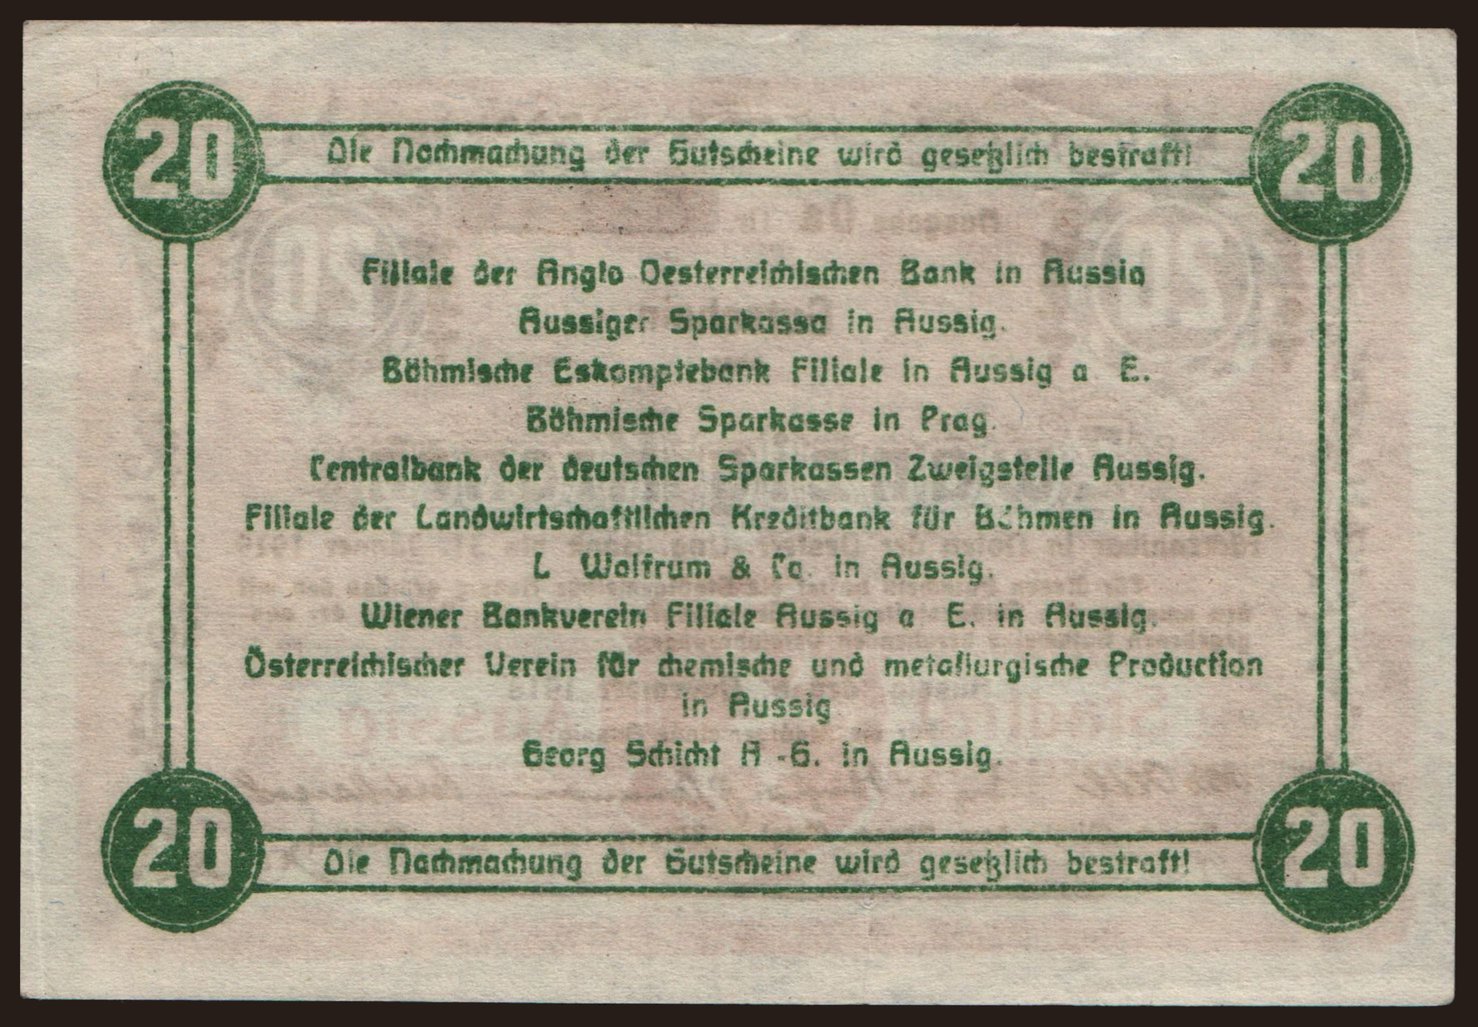 20 Die Nachmachung der Gutscheine wird gesetzlich bestraft! 20
Filiale der Anglo Oesterreichischen Bank in Aussig
Aussiger Sparkassa in Aussig.
Böhmische Eskomptebank Filiale in Aussig a E.
Böhmische Sparkasse in Prag.
Centralbank der deutschen Sparkassen Zweigstelle Aussig.
Filiale der Landwirtschaftlichen Kreditbank für Böhmen in Aussig.
L Wolfrum & Co. in Aussig.
Wiener Bankverein Filiale Aussig a E. in Aussig.
Österreichischer Verein für chemische und metallurgische Production
in Aussig
Georg Schicht A -G. in Aussig.
20 Die Nachmachung der Gutscheine wird gesetzlich bestraft! 20